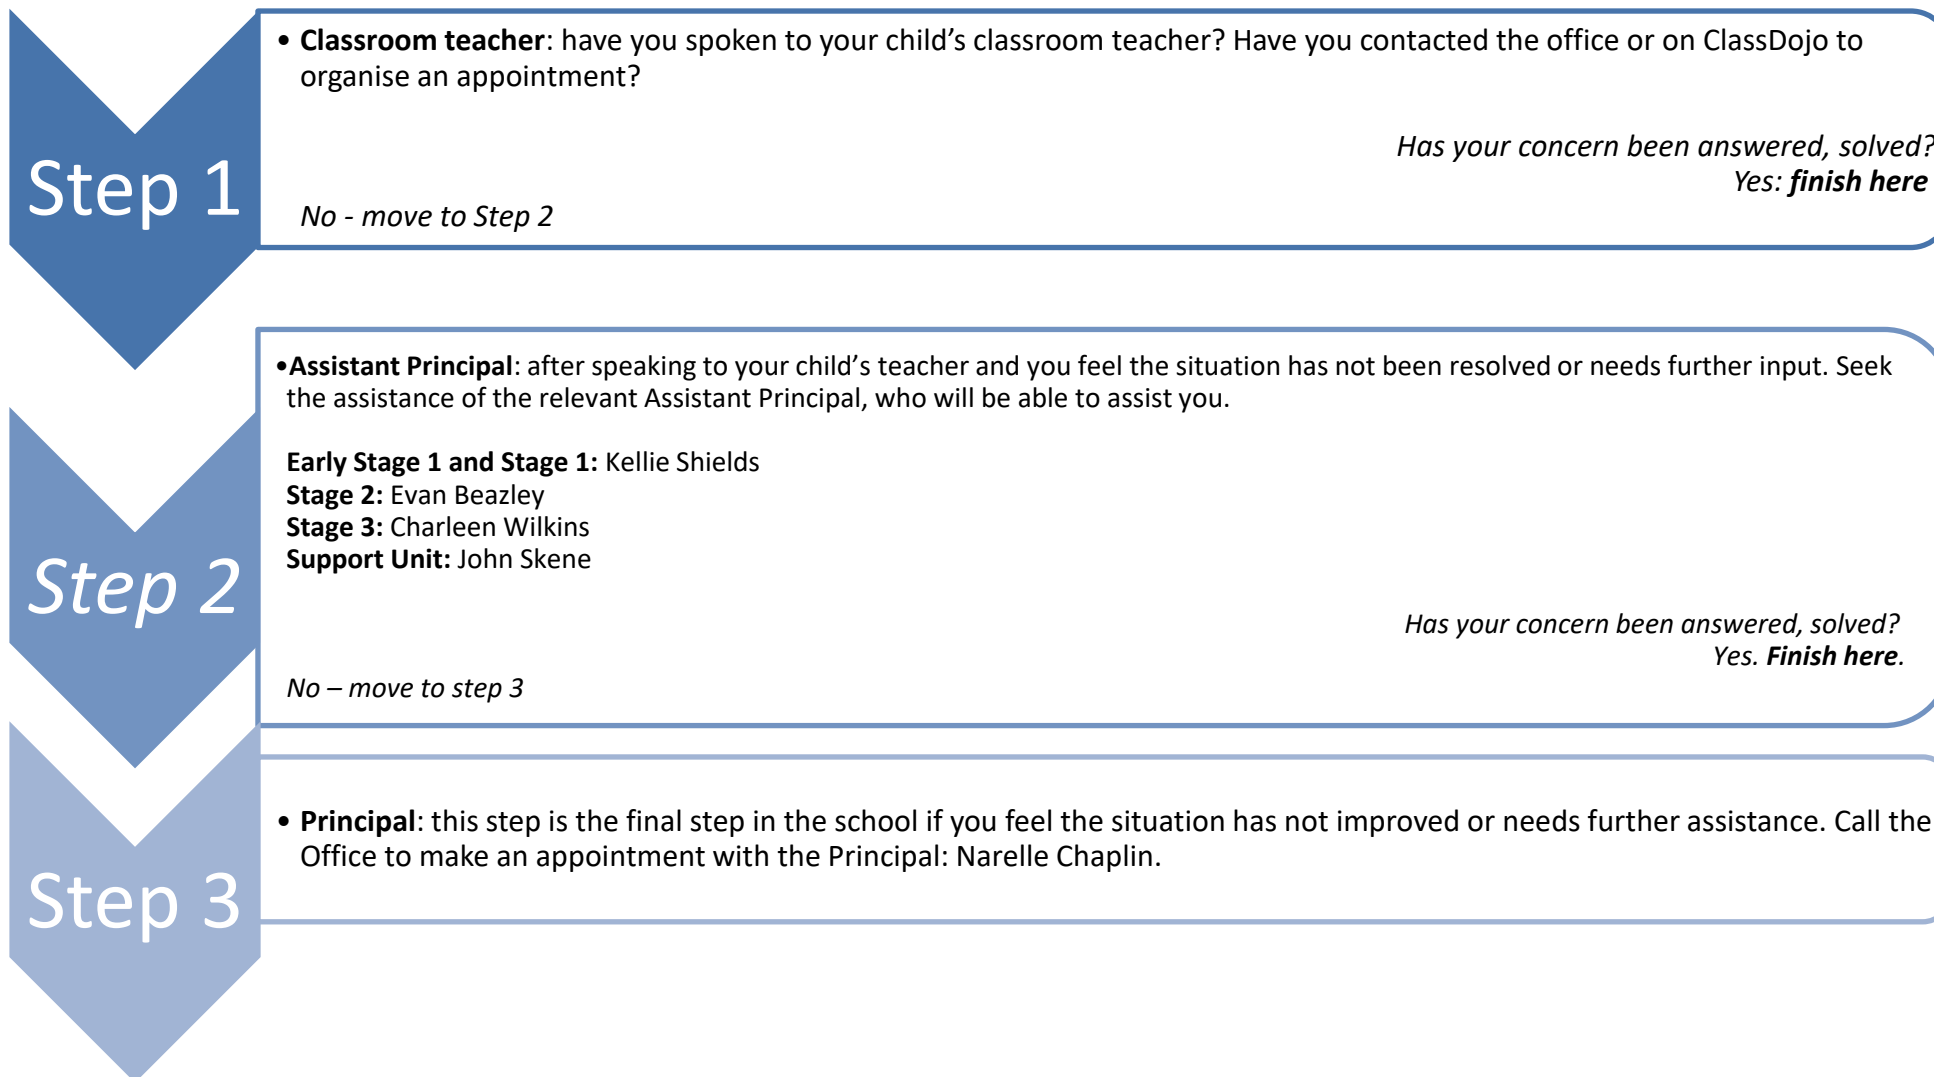 Step 1
• Classroom teacher: have you spoken to your child’s classroom teacher? Have you contacted the office or on ClassDojo to
organise an appointment?
Has your concern been answered, solved?
Yes: finish here
No - move to Step 2
Step 2
•Assistant Principal: after speaking to your child’s teacher and you feel the situation has not been resolved or needs further input. Seek
the assistance of the relevant Assistant Principal, who will be able to assist you.
Early Stage 1 and Stage 1: Kellie Shields
Stage 2: Evan Beazley
Stage 3: Charleen Wilkins
Support Unit: John Skene
Has your concern been answered, solved?
Yes. Finish here.
No – move to step 3
Step 3
• Principal: this step is the final step in the school if you feel the situation has not improved or needs further assistance. Call the
Office to make an appointment with the Principal: Narelle Chaplin.